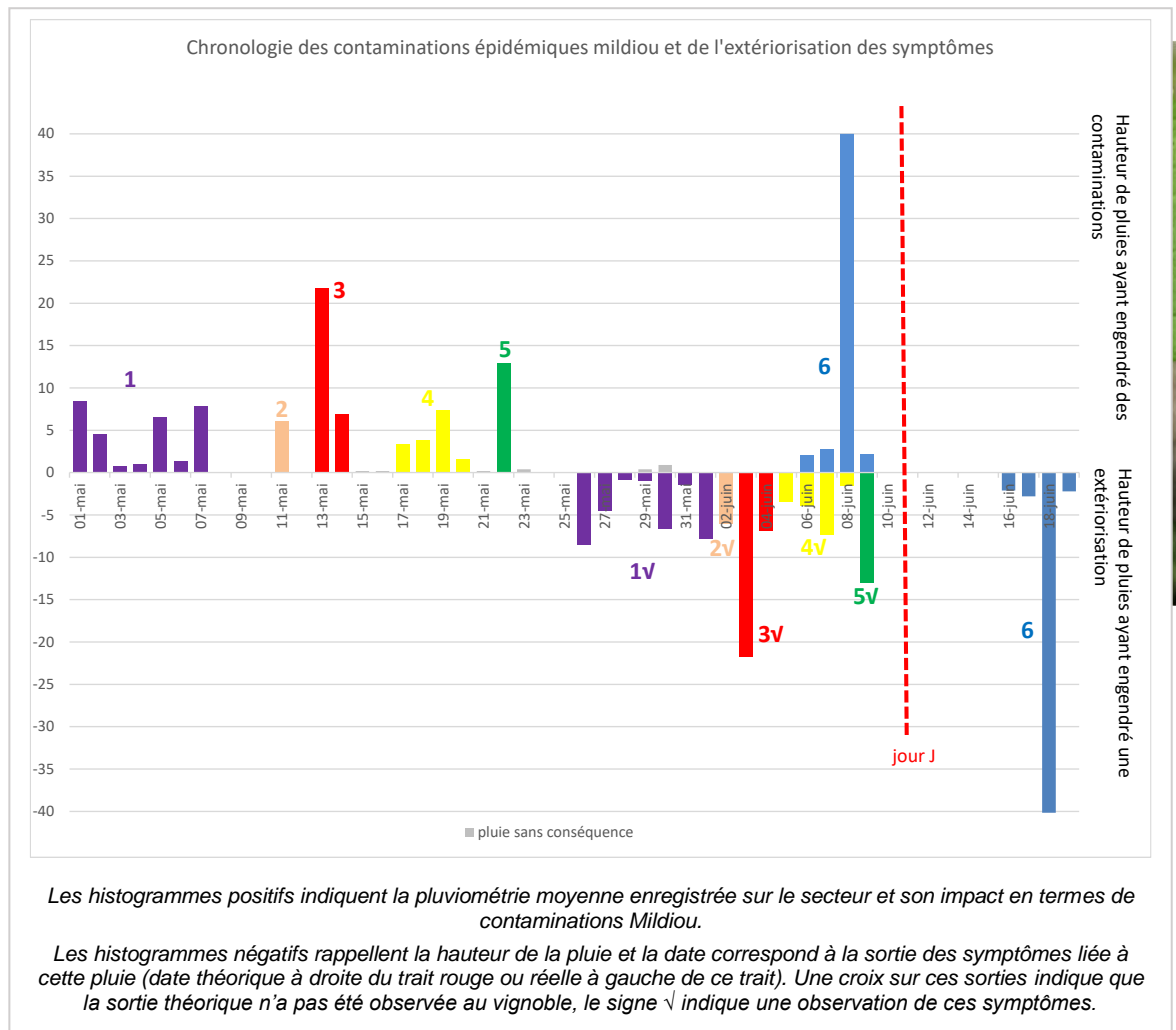 Chronologie des contaminations épidémiques mildiou et de l'extériorisation des symptômes
40
35
30
25
20
15
10
5
0
-5
-10
-15
-20
-25
-30
-35
-40
01-mai
03-mai
05-mai
07-mai
09-mai
11-mai
13-mai
15-mai
17-mai
19-mai
21-mai
23-mai
25-mai
27-mai
29-mai
31-mai
02-juin
04-juin
06-juin
08-juin
10-juin
12-juin
14-juin
16-juin
18-juin
1
2
3
4
5
6
1√
2√
3√
4√
5√
6
jour J
Hauteur de pluies ayant engendré des
contaminations
Hauteur de pluies ayant engendré une
extériorisation
pluie sans conséquence
Les histogrammes positifs indiquent la pluviométrie moyenne enregistrée sur le secteur et son impact en termes de
contaminations Mildiou.
Les histogrammes négatifs rappellent la hauteur de la pluie et la date correspond à la sortie des symptômes liée à
cette pluie (date théorique à droite du trait rouge ou réelle à gauche de ce trait). Une croix sur ces sorties indique que
la sortie théorique n'a pas été observée au vignoble, le signe √ indique une observation de ces symptômes.